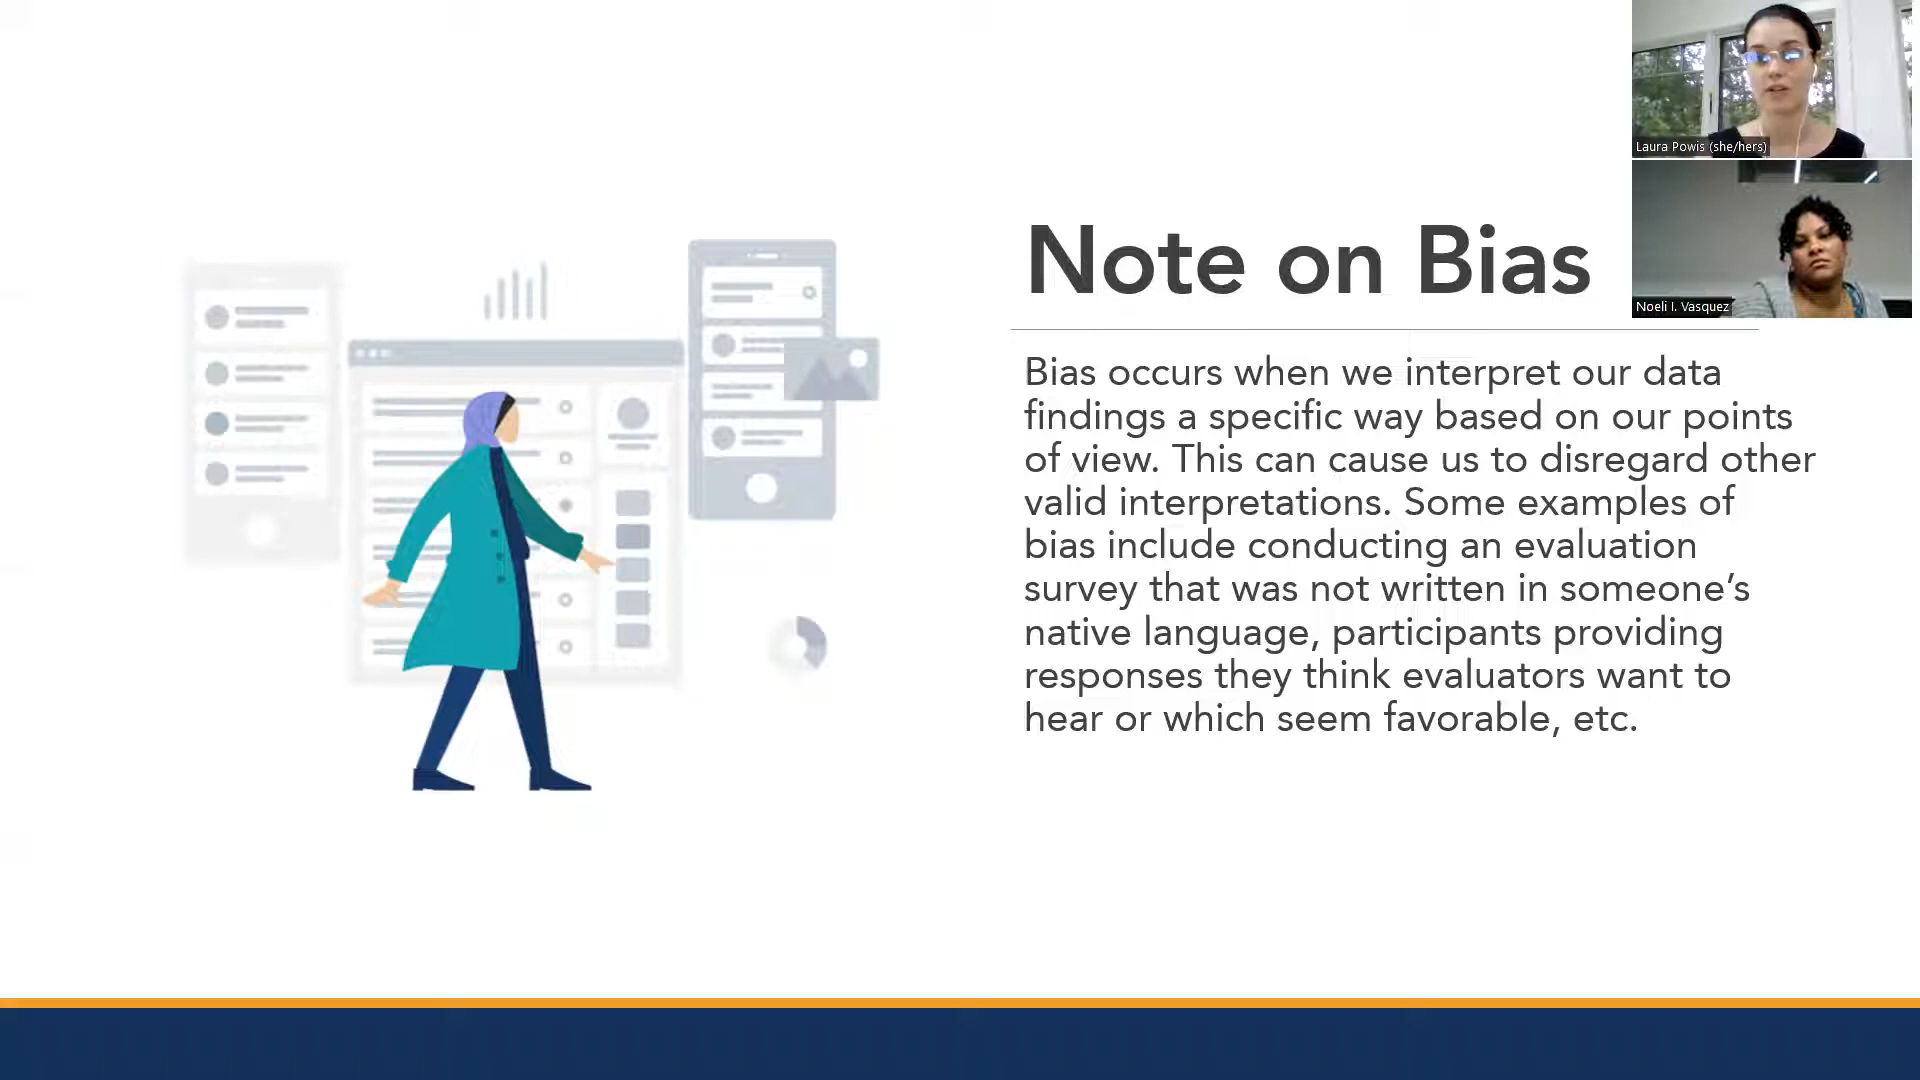 Note on Bias
Bias occurs when we interpret our data
findings a specific way based on our points
of view. This can cause us to disregard other
valid interpretations. Some examples of
bias include conducting an evaluation
survey that was not written in someone’s
native language, participants providing
responses they think evaluators want to
hear or which seem favorable, etc.
Laura Powis (she/hers)
Noeli I. Vasquez